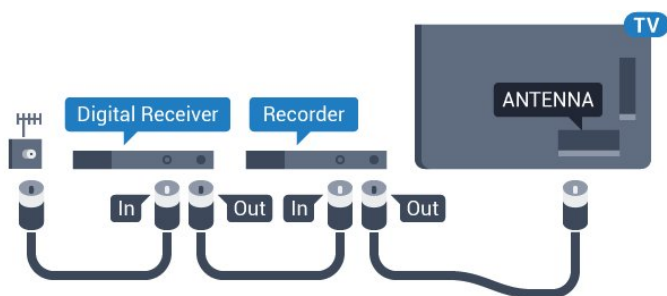 TV
Digital Receiver
Recorder
ANTENNA
In
Out
In
Out